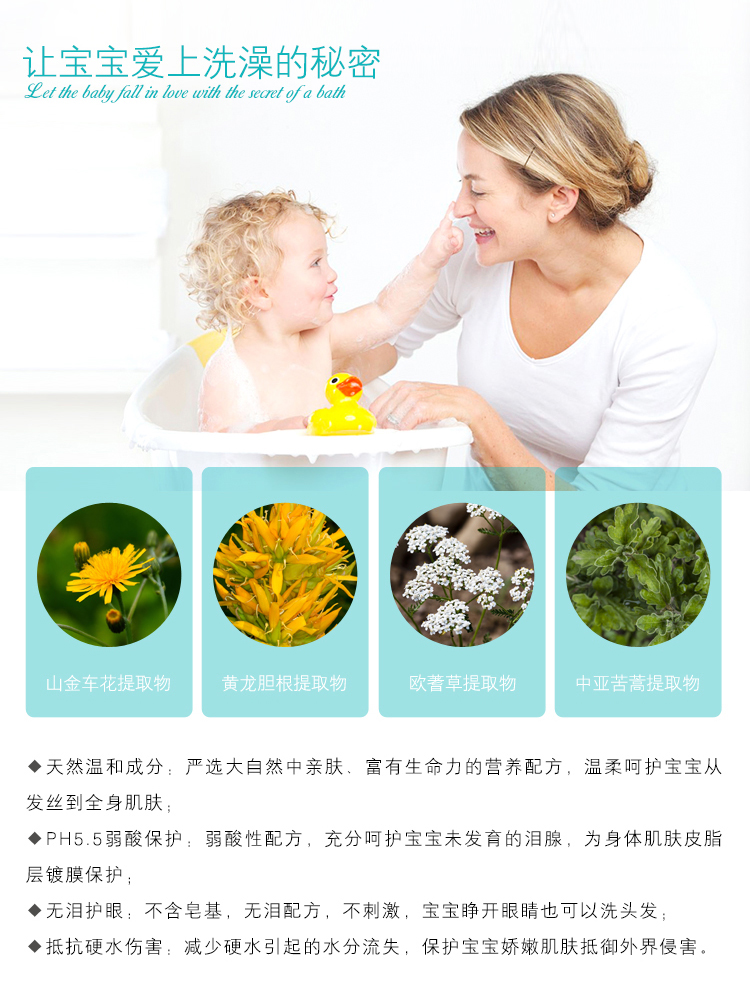 让宝宝爱上洗澡的秘密
Let the baby fall in love with the secret of a bath
山金车花提取物
黄龙胆根提取物
欧蓍草提取物
中亚苦蒿提取物
◆天然温和成分：严选大自然中亲肤、富有生命力的营养配方，温柔呵护宝宝从
发丝到全身肌肤；
◆PH5.5弱酸保护：弱酸性配方，充分呵护宝宝未发育的泪腺，为身体肌肤皮脂
层镀膜保护；
◆无泪护眼：不含皂基，无泪配方，不刺激，宝宝睁开眼睛也可以洗头发；
◆抵抗硬水伤害：减少硬水引起的水分流失，保护宝宝娇嫩肌肤抵御外界侵害。